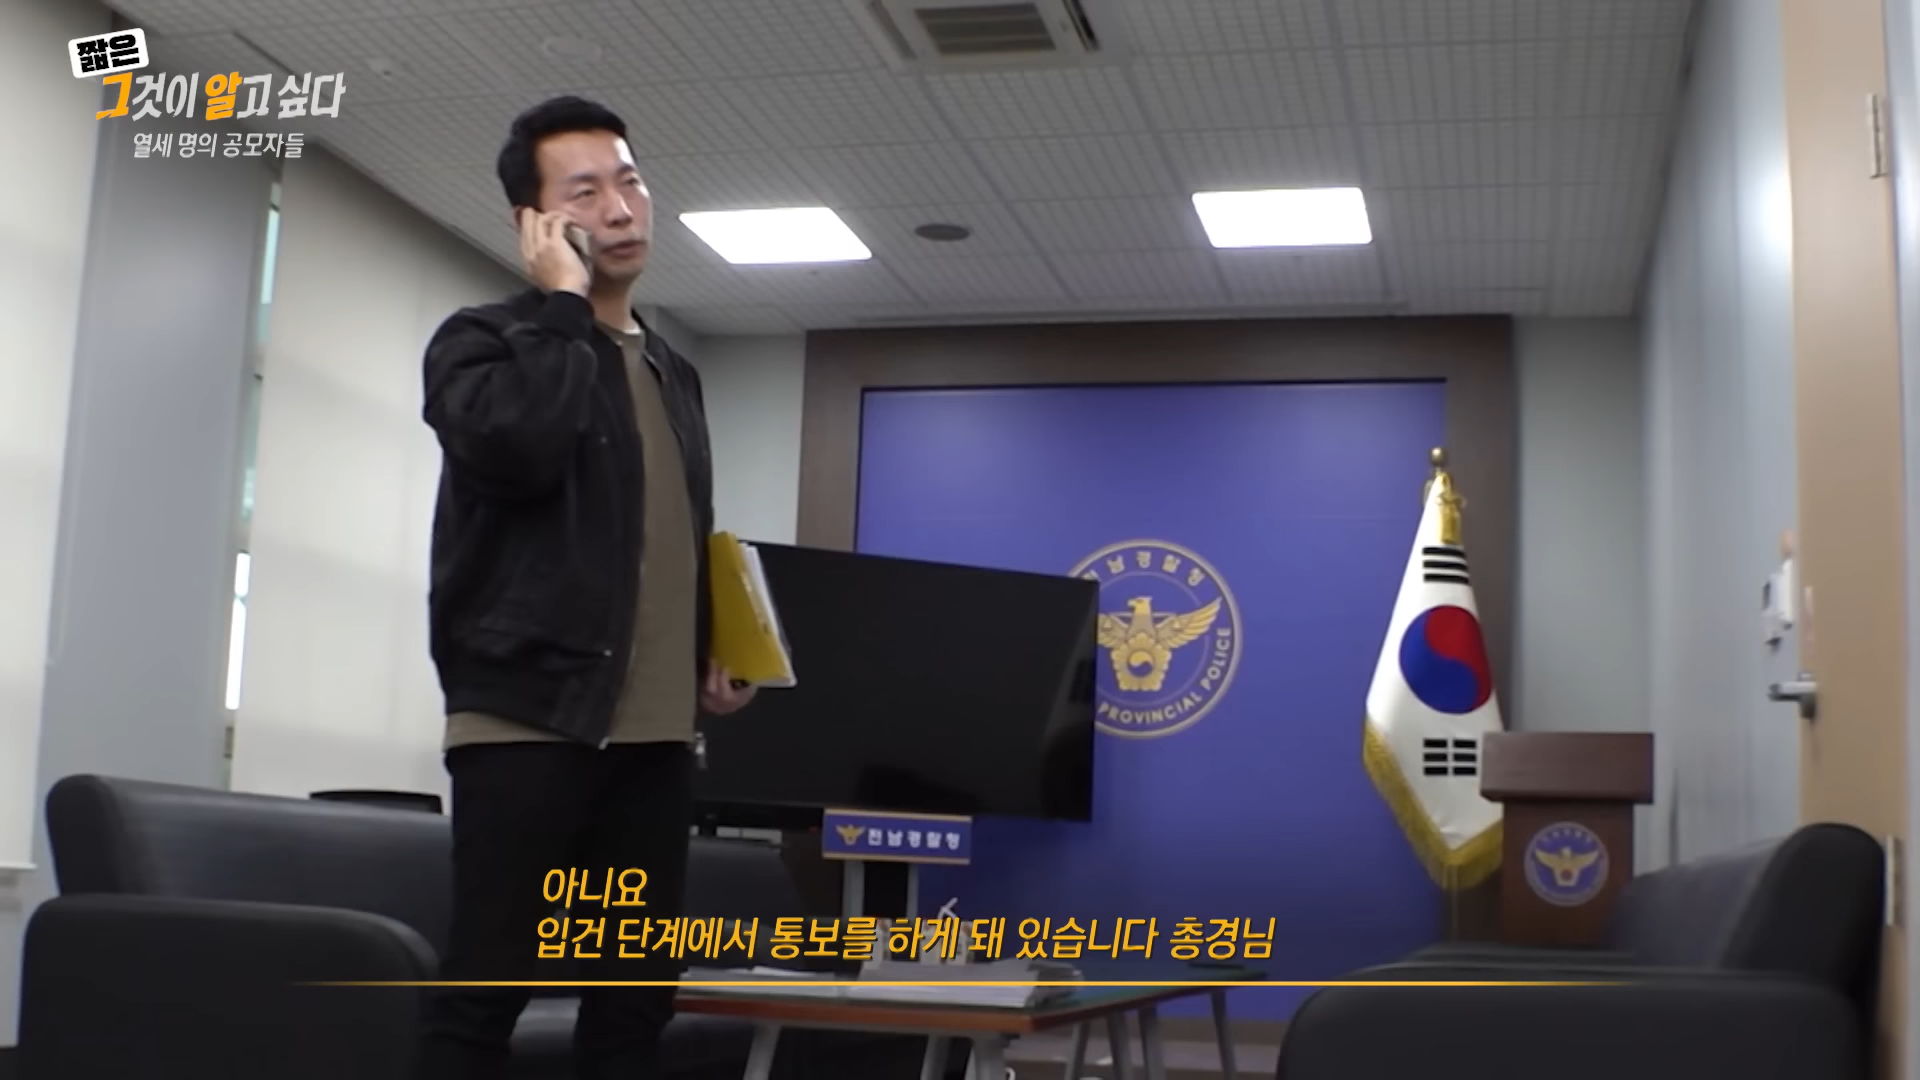 짧은
그것이 알고 싶다
열세 명의 공모자들
전남경찰청
PROVINCIAL POLICE
전남경찰청
아니요
입건 단계에서 통보를 하게 돼 있습니다 총경님